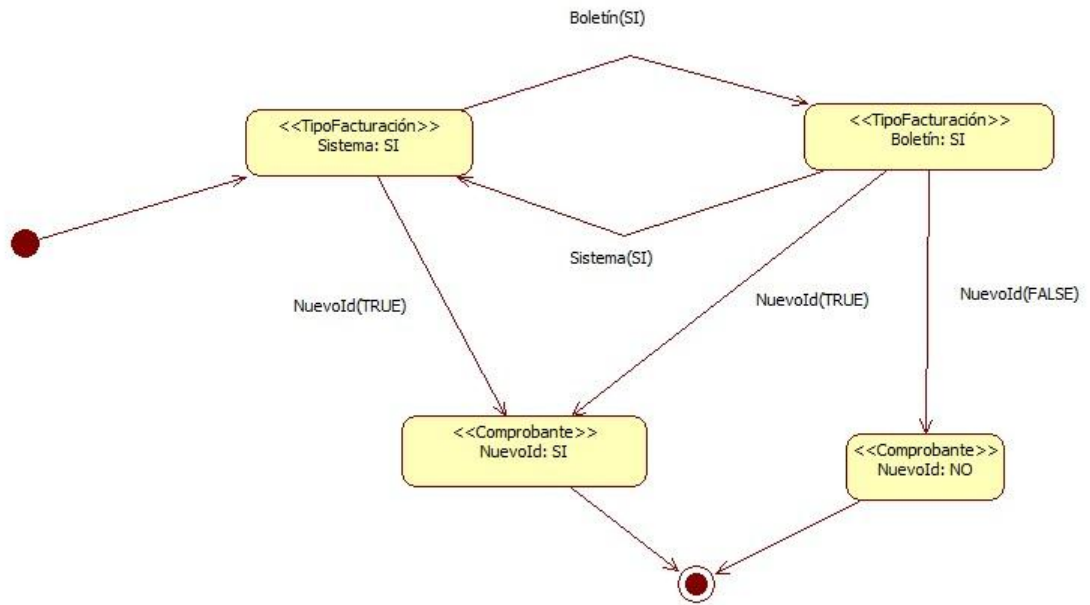 Boletín(SI)
<<TipoFacturación>>
Sistema: SI
<<TipoFacturación>>
Boletín: SI
Sistema(SI)
NuevoId(TRUE)
NuevoId(TRUE)
NuevoId(FALSE)
<<Comprobante>>
NuevoId: SI
<<Comprobante>>
NuevoId: NO